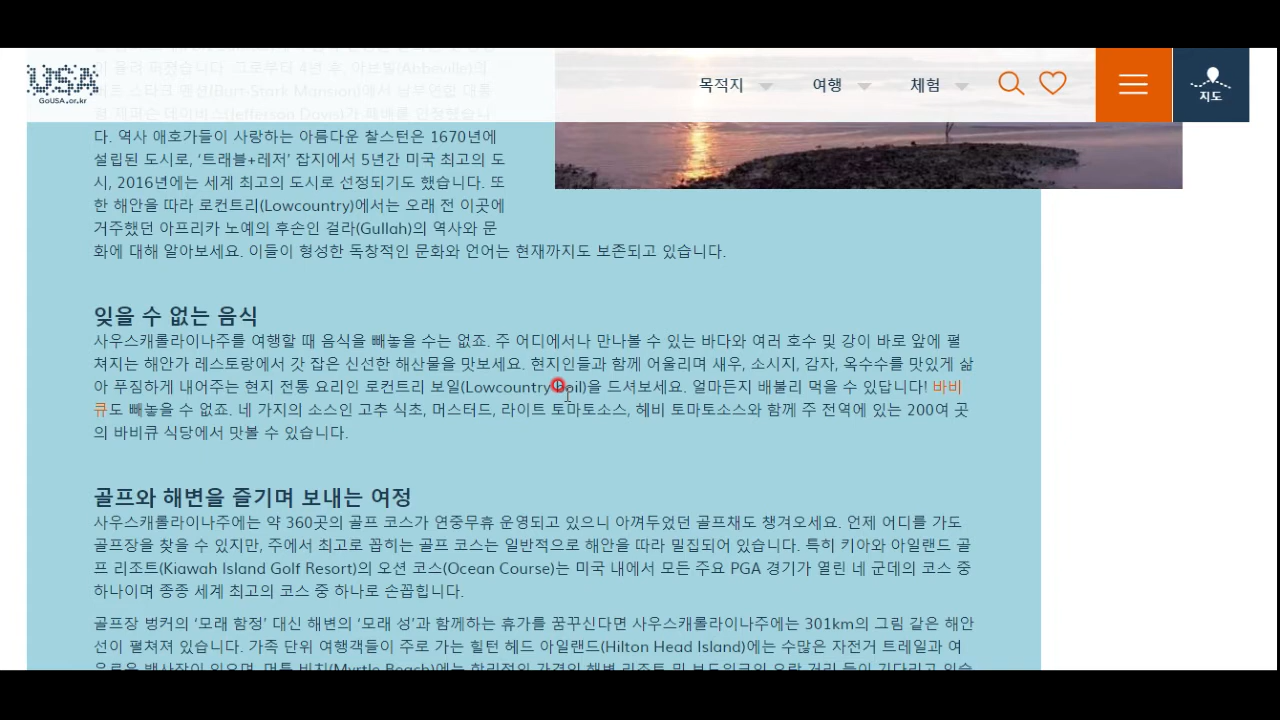 USA
GoUSA.or.kr
목적지
여행
체험
지도
다. 역사 애호가들이 사랑하는 아름다운 찰스턴은 1670년에
설립된 도시로, ‘트래블+레저’ 잡지에서 5년간 미국 최고의 도
시, 2016년에는 세계 최고의 도시로 선정되기도 했습니다. 또
한 해안을 따라 로컨트리(Lowcountry)에서는 오래 전 이곳에
거주했던 아프리카 노예의 후손인 걸라(Gullah)의 역사와 문
화에 대해 알아보세요. 이들이 형성한 독창적인 문화와 언어는 현재까지도 보존되고 있습니다.
잊을 수 없는 음식
사우스캐롤라이나주를 여행할 때 음식을 빼놓을 수는 없죠. 주 어디에서나 만나볼 수 있는 바다와 여러 호수 및 강이 바로 앞에 펼
쳐지는 해안가 레스토랑에서 갓 잡은 신선한 해산물을 맛보세요. 현지인들과 함께 어울리며 새우, 소시지, 감자, 옥수수를 맛있게 삶
아 푸짐하게 내어주는 현지 전통 요리인 로컨트리 보일(Lowcountry Boil)을 드셔보세요. 얼마든지 배불리 먹을 수 있답니다! 바비
큐도 빼놓을 수 없죠. 네 가지의 소스인 고추 식초, 머스터드, 라이트 토마토소스, 헤비 토마토소스와 함께 주 전역에 있는 200여 곳
의 바비큐 식당에서 맛볼 수 있습니다.
골프와 해변을 즐기며 보내는 여정
사우스캐롤라이나주에는 약 360곳의 골프 코스가 연중무휴 운영되고 있으니 아껴두었던 골프채도 챙겨오세요. 언제 어디를 가도
골프장을 찾을 수 있지만, 주에서 최고로 꼽히는 골프 코스는 일반적으로 해안을 따라 밀집되어 있습니다. 특히 키아와 아일랜드 골
프 리조트(Kiawah Island Golf Resort)의 오션 코스(Ocean Course)는 미국 내에서 모든 주요 PGA 경기가 열린 네 군데의 코스 중
하나이며 종종 세계 최고의 코스 중 하나로 손꼽힙니다.
골프장 벙커의 ‘모래 함정’ 대신 해변의 ‘모래 성’과 함께하는 휴가를 꿈꾸신다면 사우스캐롤라이나주에는 301km의 그림 같은 해안
선이 펼쳐져 있습니다. 가족 단위 여행객들이 주로 가는 힐턴 헤드 아일랜드(Hilton Head Island)에는 수많은 자전거 트레일과 여